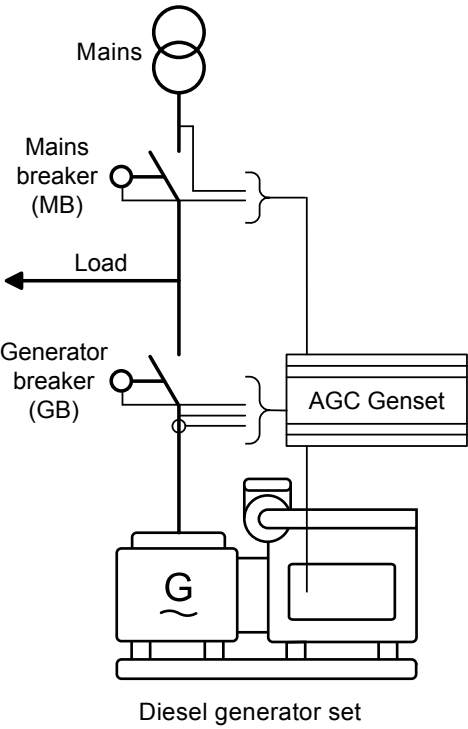 Mains
Mains
breaker
(MB)
Load
Generator
breaker
(GB)
AGC Genset
G
Diesel generator set